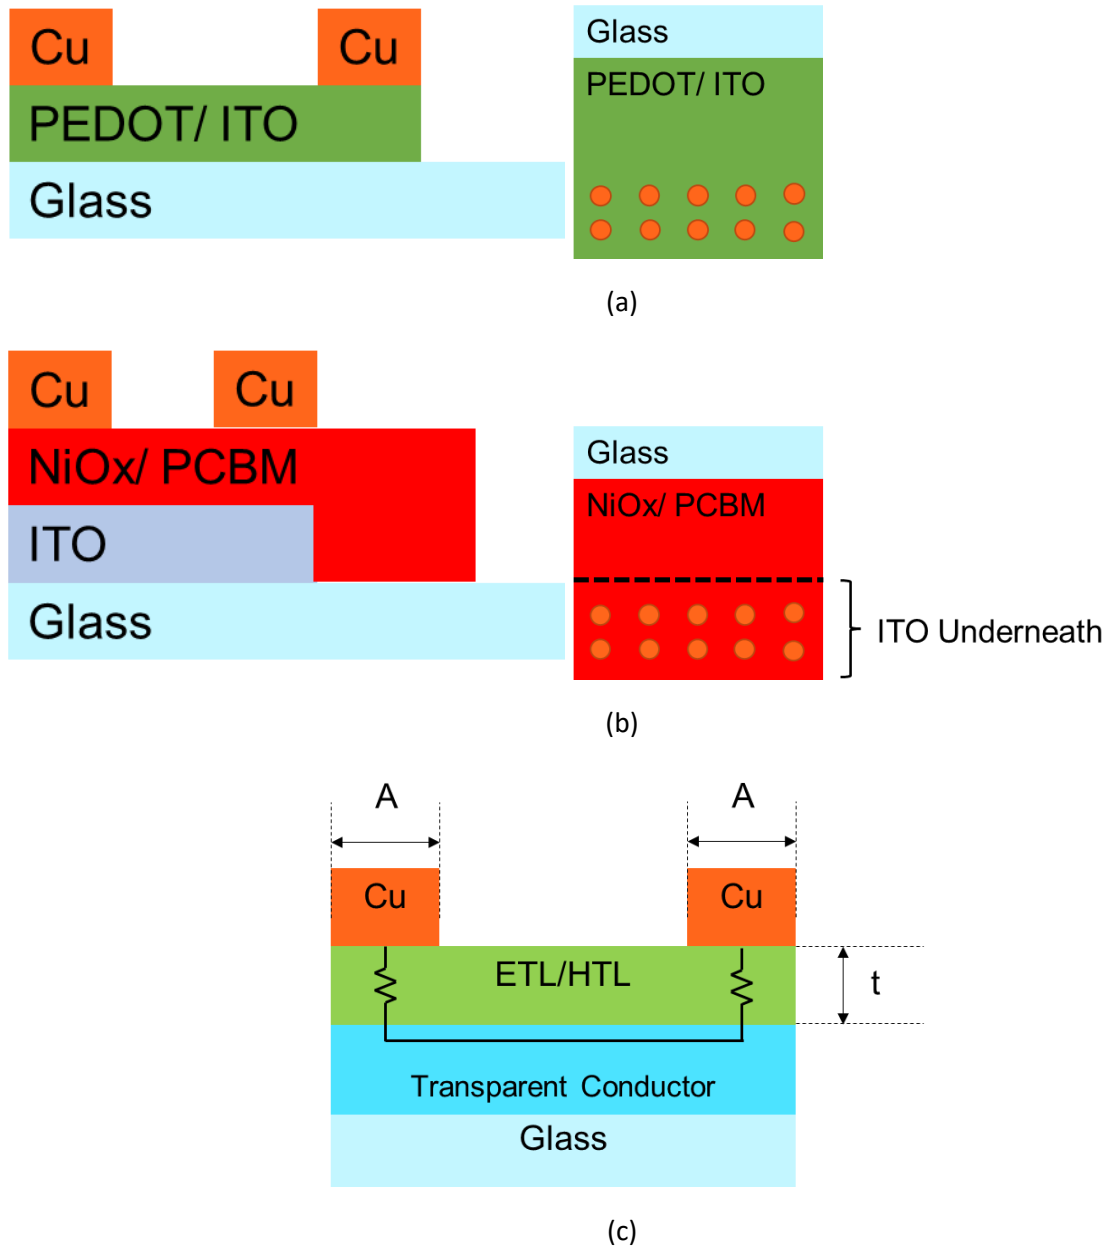 Cu
Cu
PEDOT/ ITO
Glass
Glass
PEDOT/ ITO
(a)
Cu
Cu
NiOx/ PCBM
ITO
Glass
Glass
NiOx/ PCBM
ITO Underneath
(b)
A
A
Cu
Cu
ETL/HTL
t
Transparent Conductor
Glass
(c)